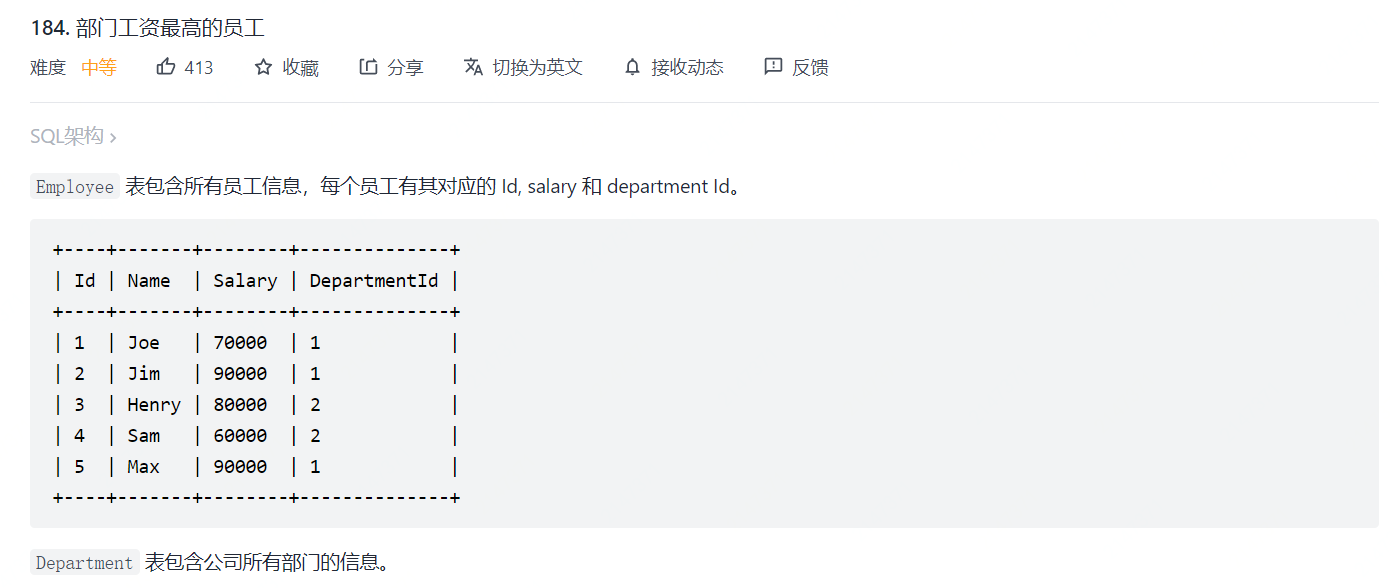 184. 部门工资最高的员工
难度 中等 413 收藏 分享 切换为英文 接收动态 反馈
SQL架构 ›
Employee 表包含所有员工信息，每个员工有其对应的 Id, salary 和 department Id。
+----+-------+--------+--------------+
| Id | Name  | Salary | DepartmentId |
+----+-------+--------+--------------+
| 1  | Joe   | 70000  | 1            |
| 2  | Jim   | 90000  | 1            |
| 3  | Henry | 80000  | 2            |
| 4  | Sam   | 60000  | 2            |
| 5  | Max   | 90000  | 1            |
+----+-------+--------+--------------+
Department 表包含公司所有部门的信息。